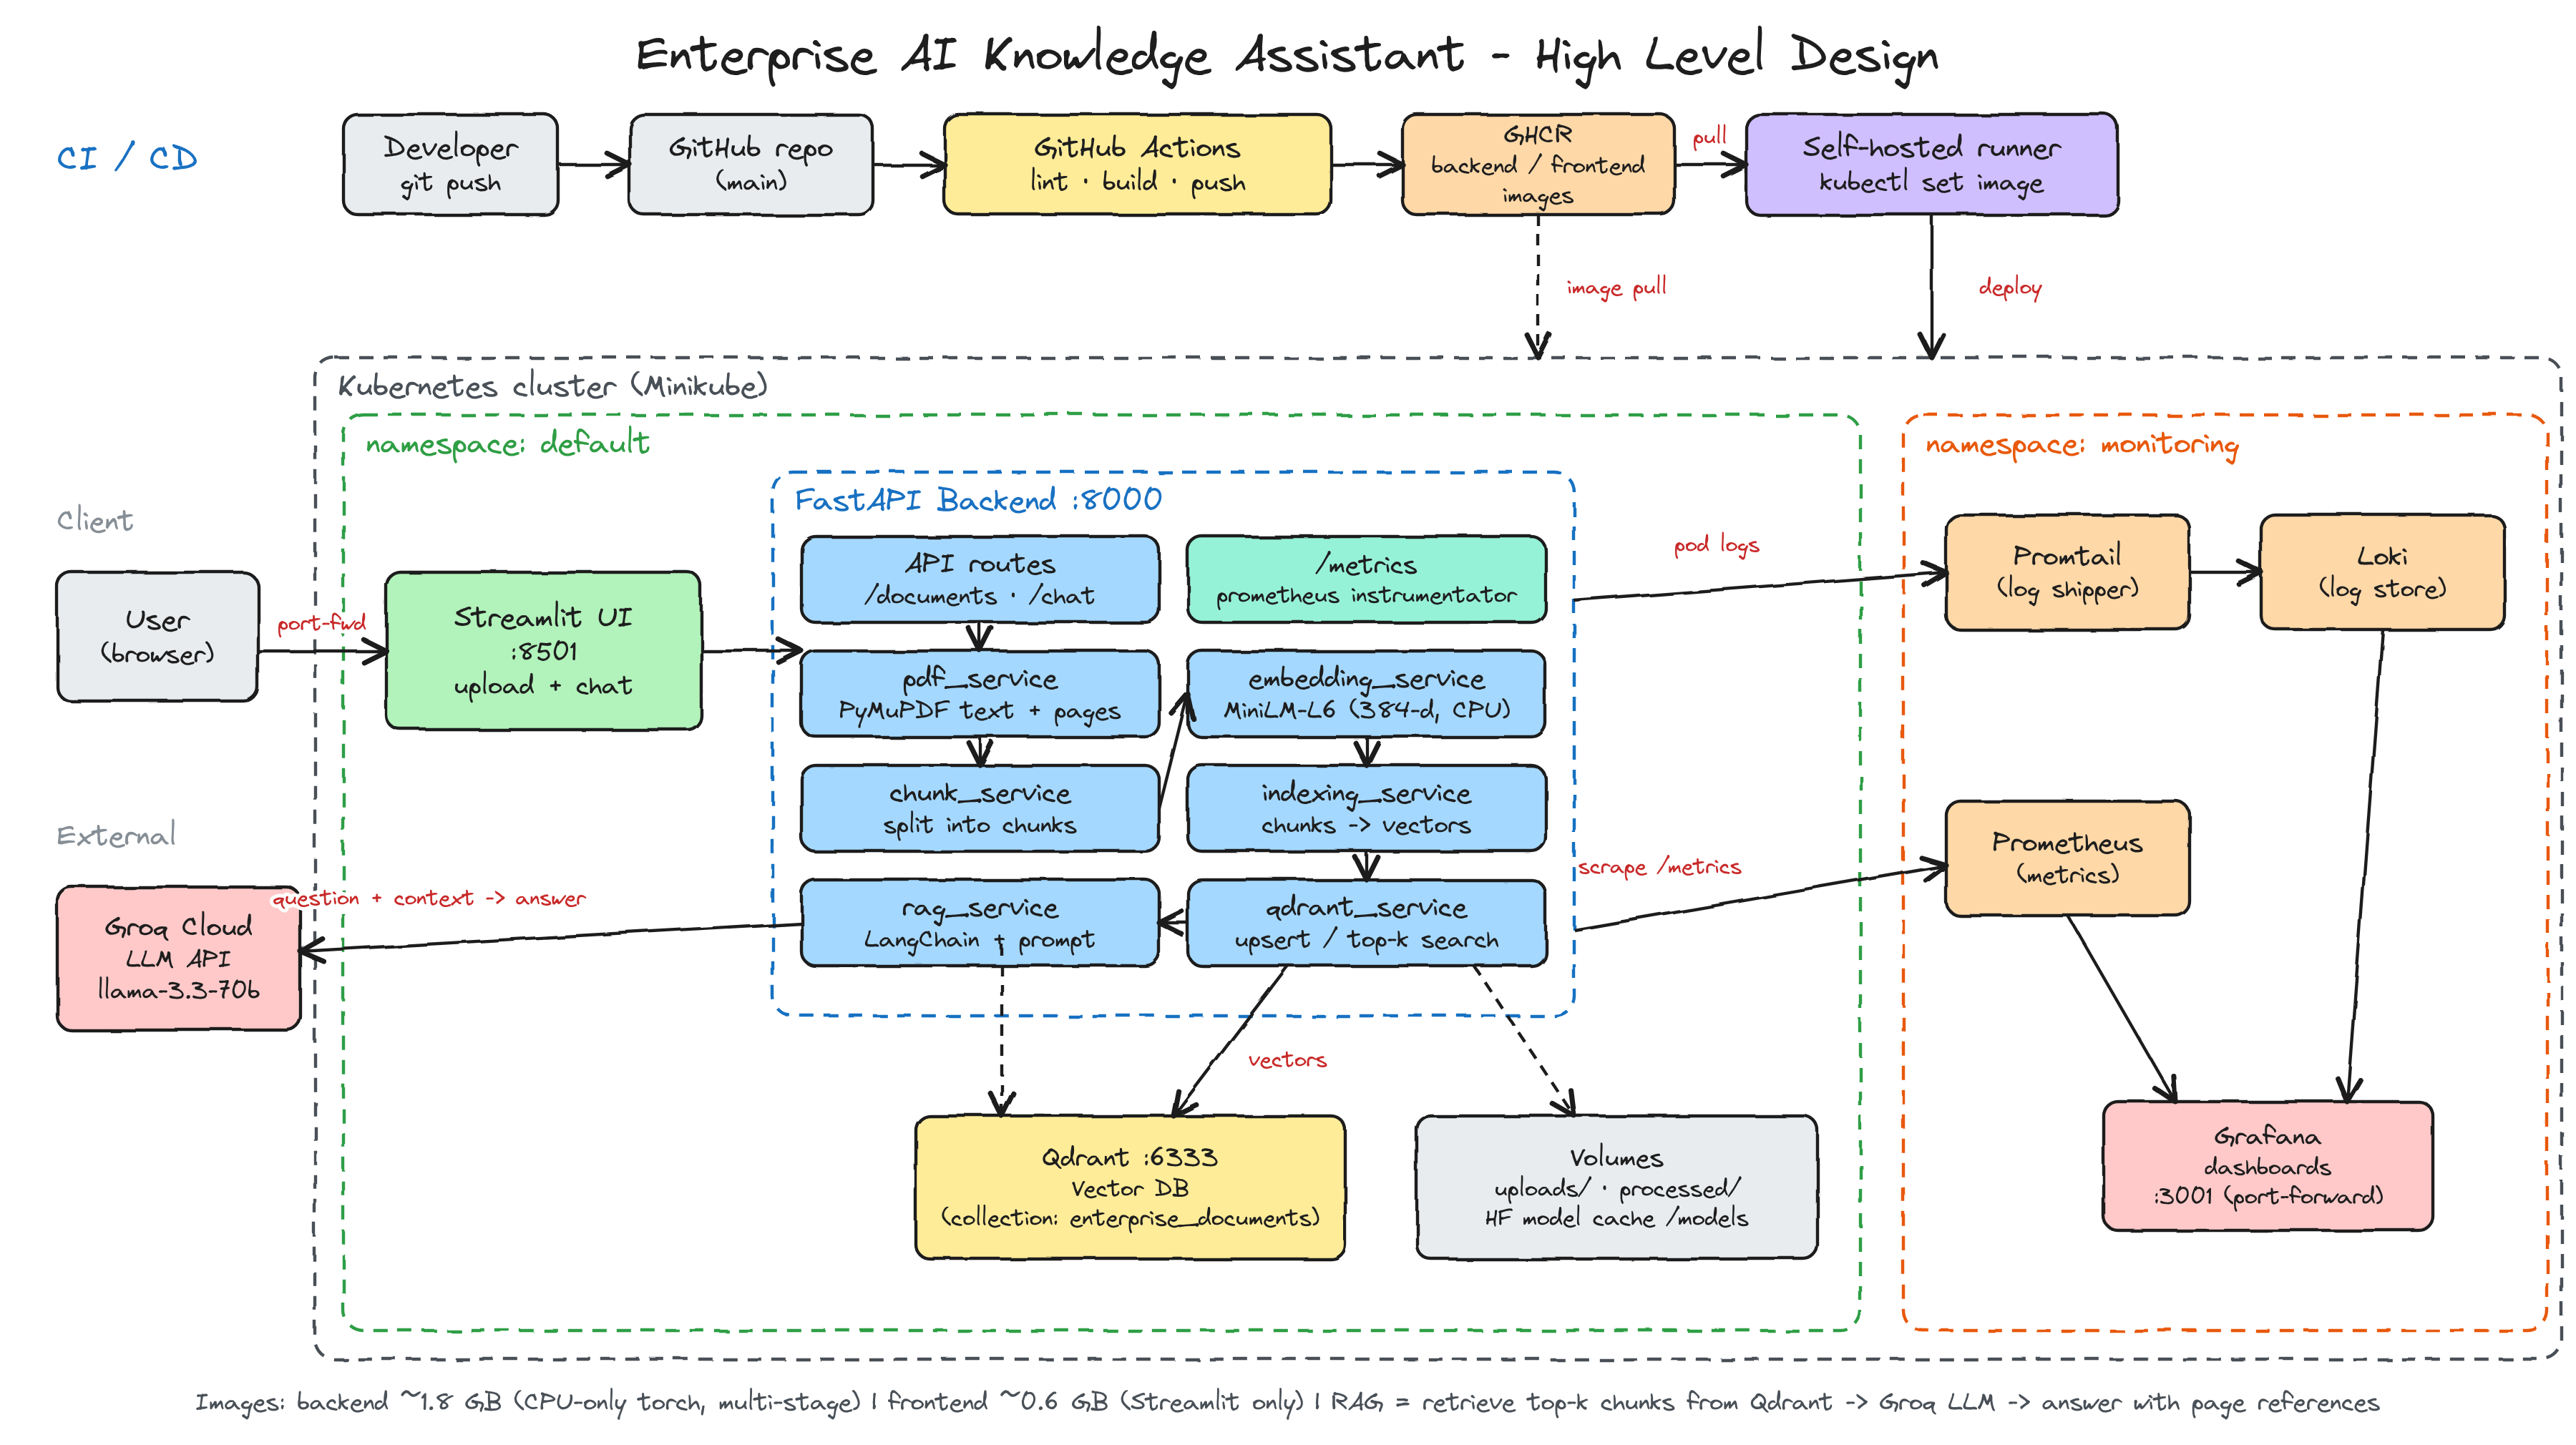 Enterprise AI Knowledge Assistant - High Level Design
CI / CD
Developer
git push
GitHub repo
(main)
GitHub Actions
lint · build · push
GHCR
backend / frontend
images
pull
Self-hosted runner
kubectl set image
image pull
deploy
Kubernetes cluster (Minikube)
namespace: default
namespace: monitoring
FastAPI Backend :8000
Client
User
(browser)
port-fwd
Streamlit UI
:8501
upload + chat
API routes
/documents · /chat
/metrics
prometheus instrumentator
pdf_service
PyMuPDF text + pages
embedding_service
MiniLM-L6 (384-d, CPU)
chunk_service
split into chunks
indexing_service
chunks -> vectors
rag_service
LangChain + prompt
qdrant_service
upsert / top-k search
pod logs
Promtail
(log shipper)
Loki
(log store)
scrape /metrics
Prometheus
(metrics)
External
Groq Cloud
LLM API
llama-3.3-70b
question + context -> answer
vectors
Qdrant :6333
Vector DB
(collection: enterprise_documents)
Volumes
uploads/ · processed/
HF model cache /models
Grafana
dashboards
:3001 (port-forward)
Images: backend ~1.8 GB (CPU-only torch, multi-stage) | frontend ~0.6 GB (Streamlit only) | RAG = retrieve top-k chunks from Qdrant -> Groq LLM -> answer with page references